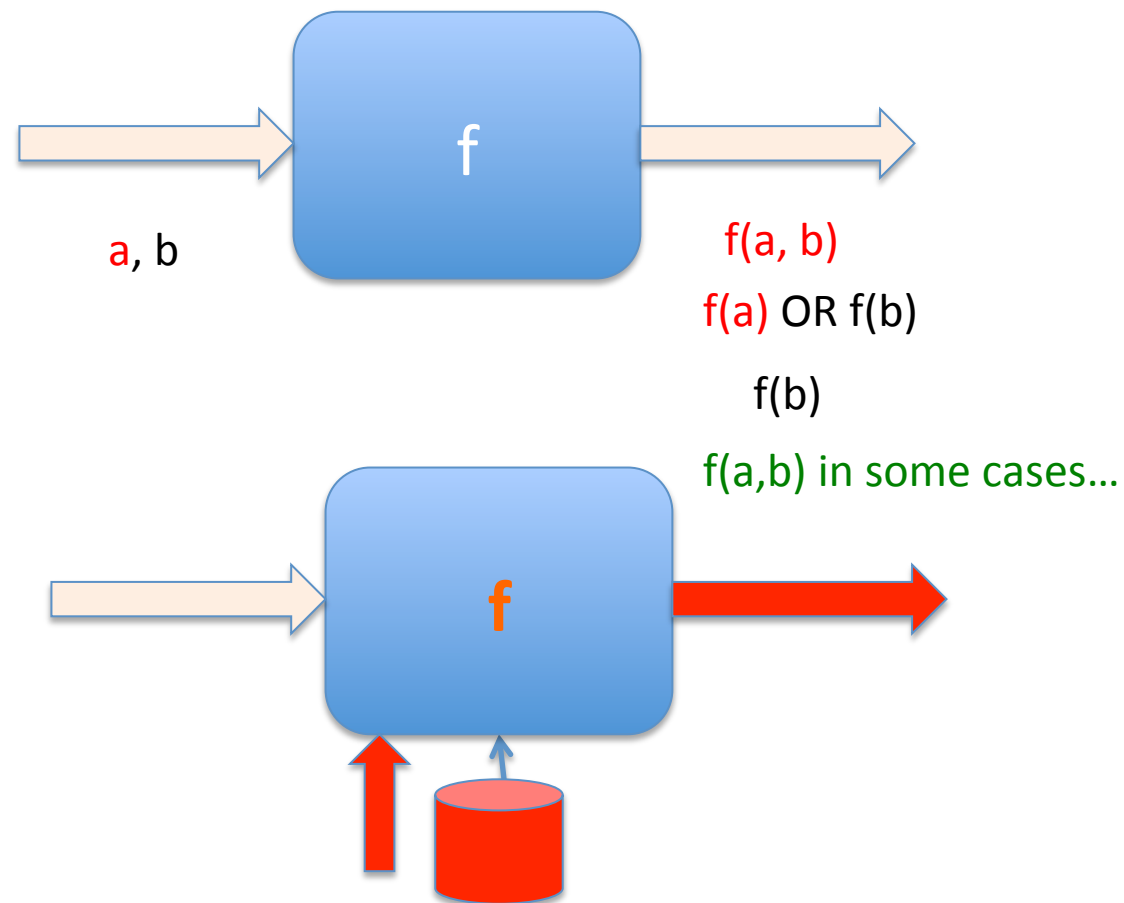 f
a, b
f(a, b)
f(a) OR f(b)
f(b)
f(a,b) in some cases…
f